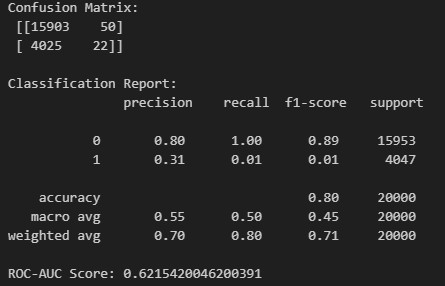 Confusion Matrix:
[[15903 50]
[ 4025 22]]
Classification Report:
precision recall f1-score support
0 0.80 1.00 0.89 15953
1 0.31 0.01 0.01 4047
accuracy 0.80 20000
macro avg 0.55 0.50 0.45 20000
weighted avg 0.70 0.80 0.71 20000
ROC-AUC Score: 0.6215420046200391